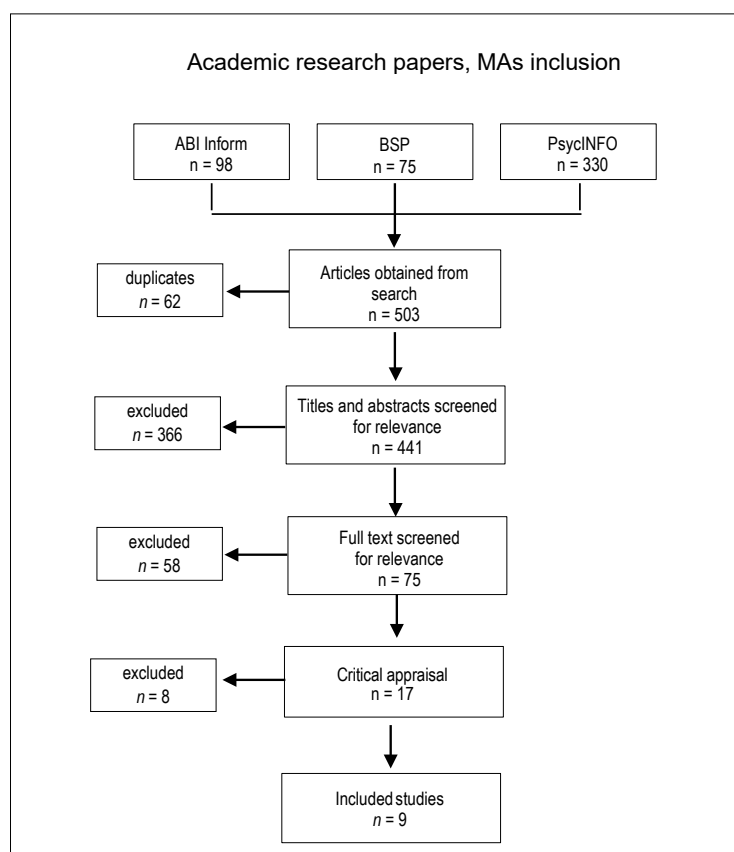 Academic research papers, MAs inclusion
ABI Inform
n = 98
BSP
n = 75
PsycINFO
n = 330
duplicates
n = 62
Articles obtained from
search
n = 503
excluded
n = 366
Titles and abstracts screened
for relevance
n = 441
excluded
n = 58
Full text screened
for relevance
n = 75
excluded
n = 8
Critical appraisal
n = 17
Included studies
n = 9